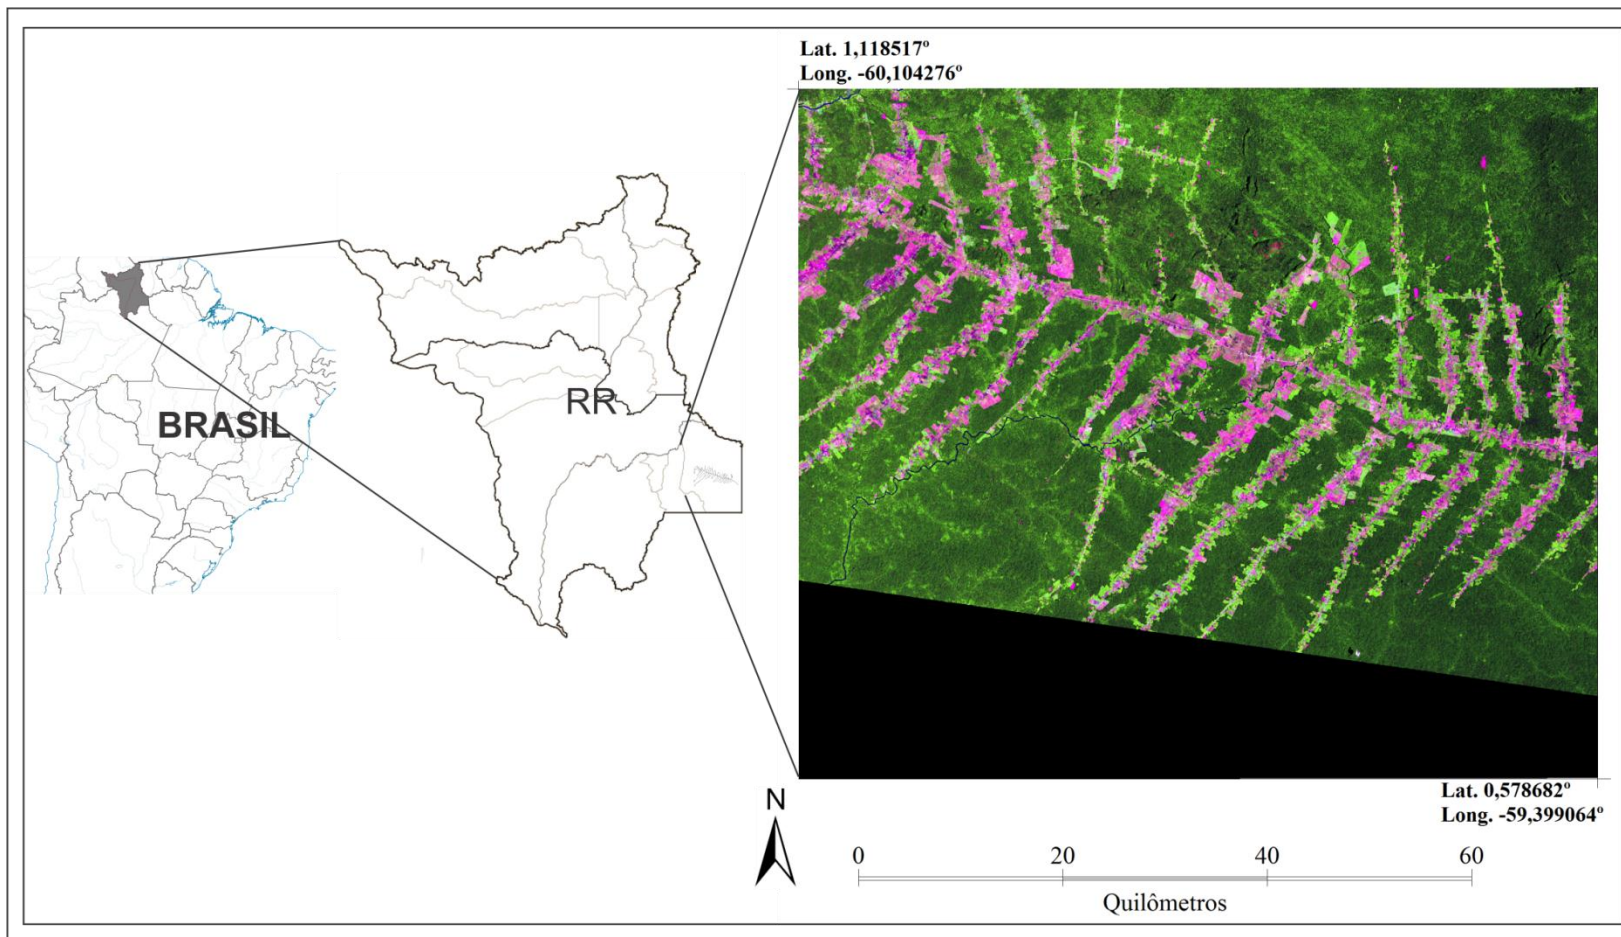 Lat. 1,118517º
Long. -60,104276º
BRASIL
RR
Lat. 0,578682º
Long. -59,399064º
N
0 20 40 60
Quilômetros